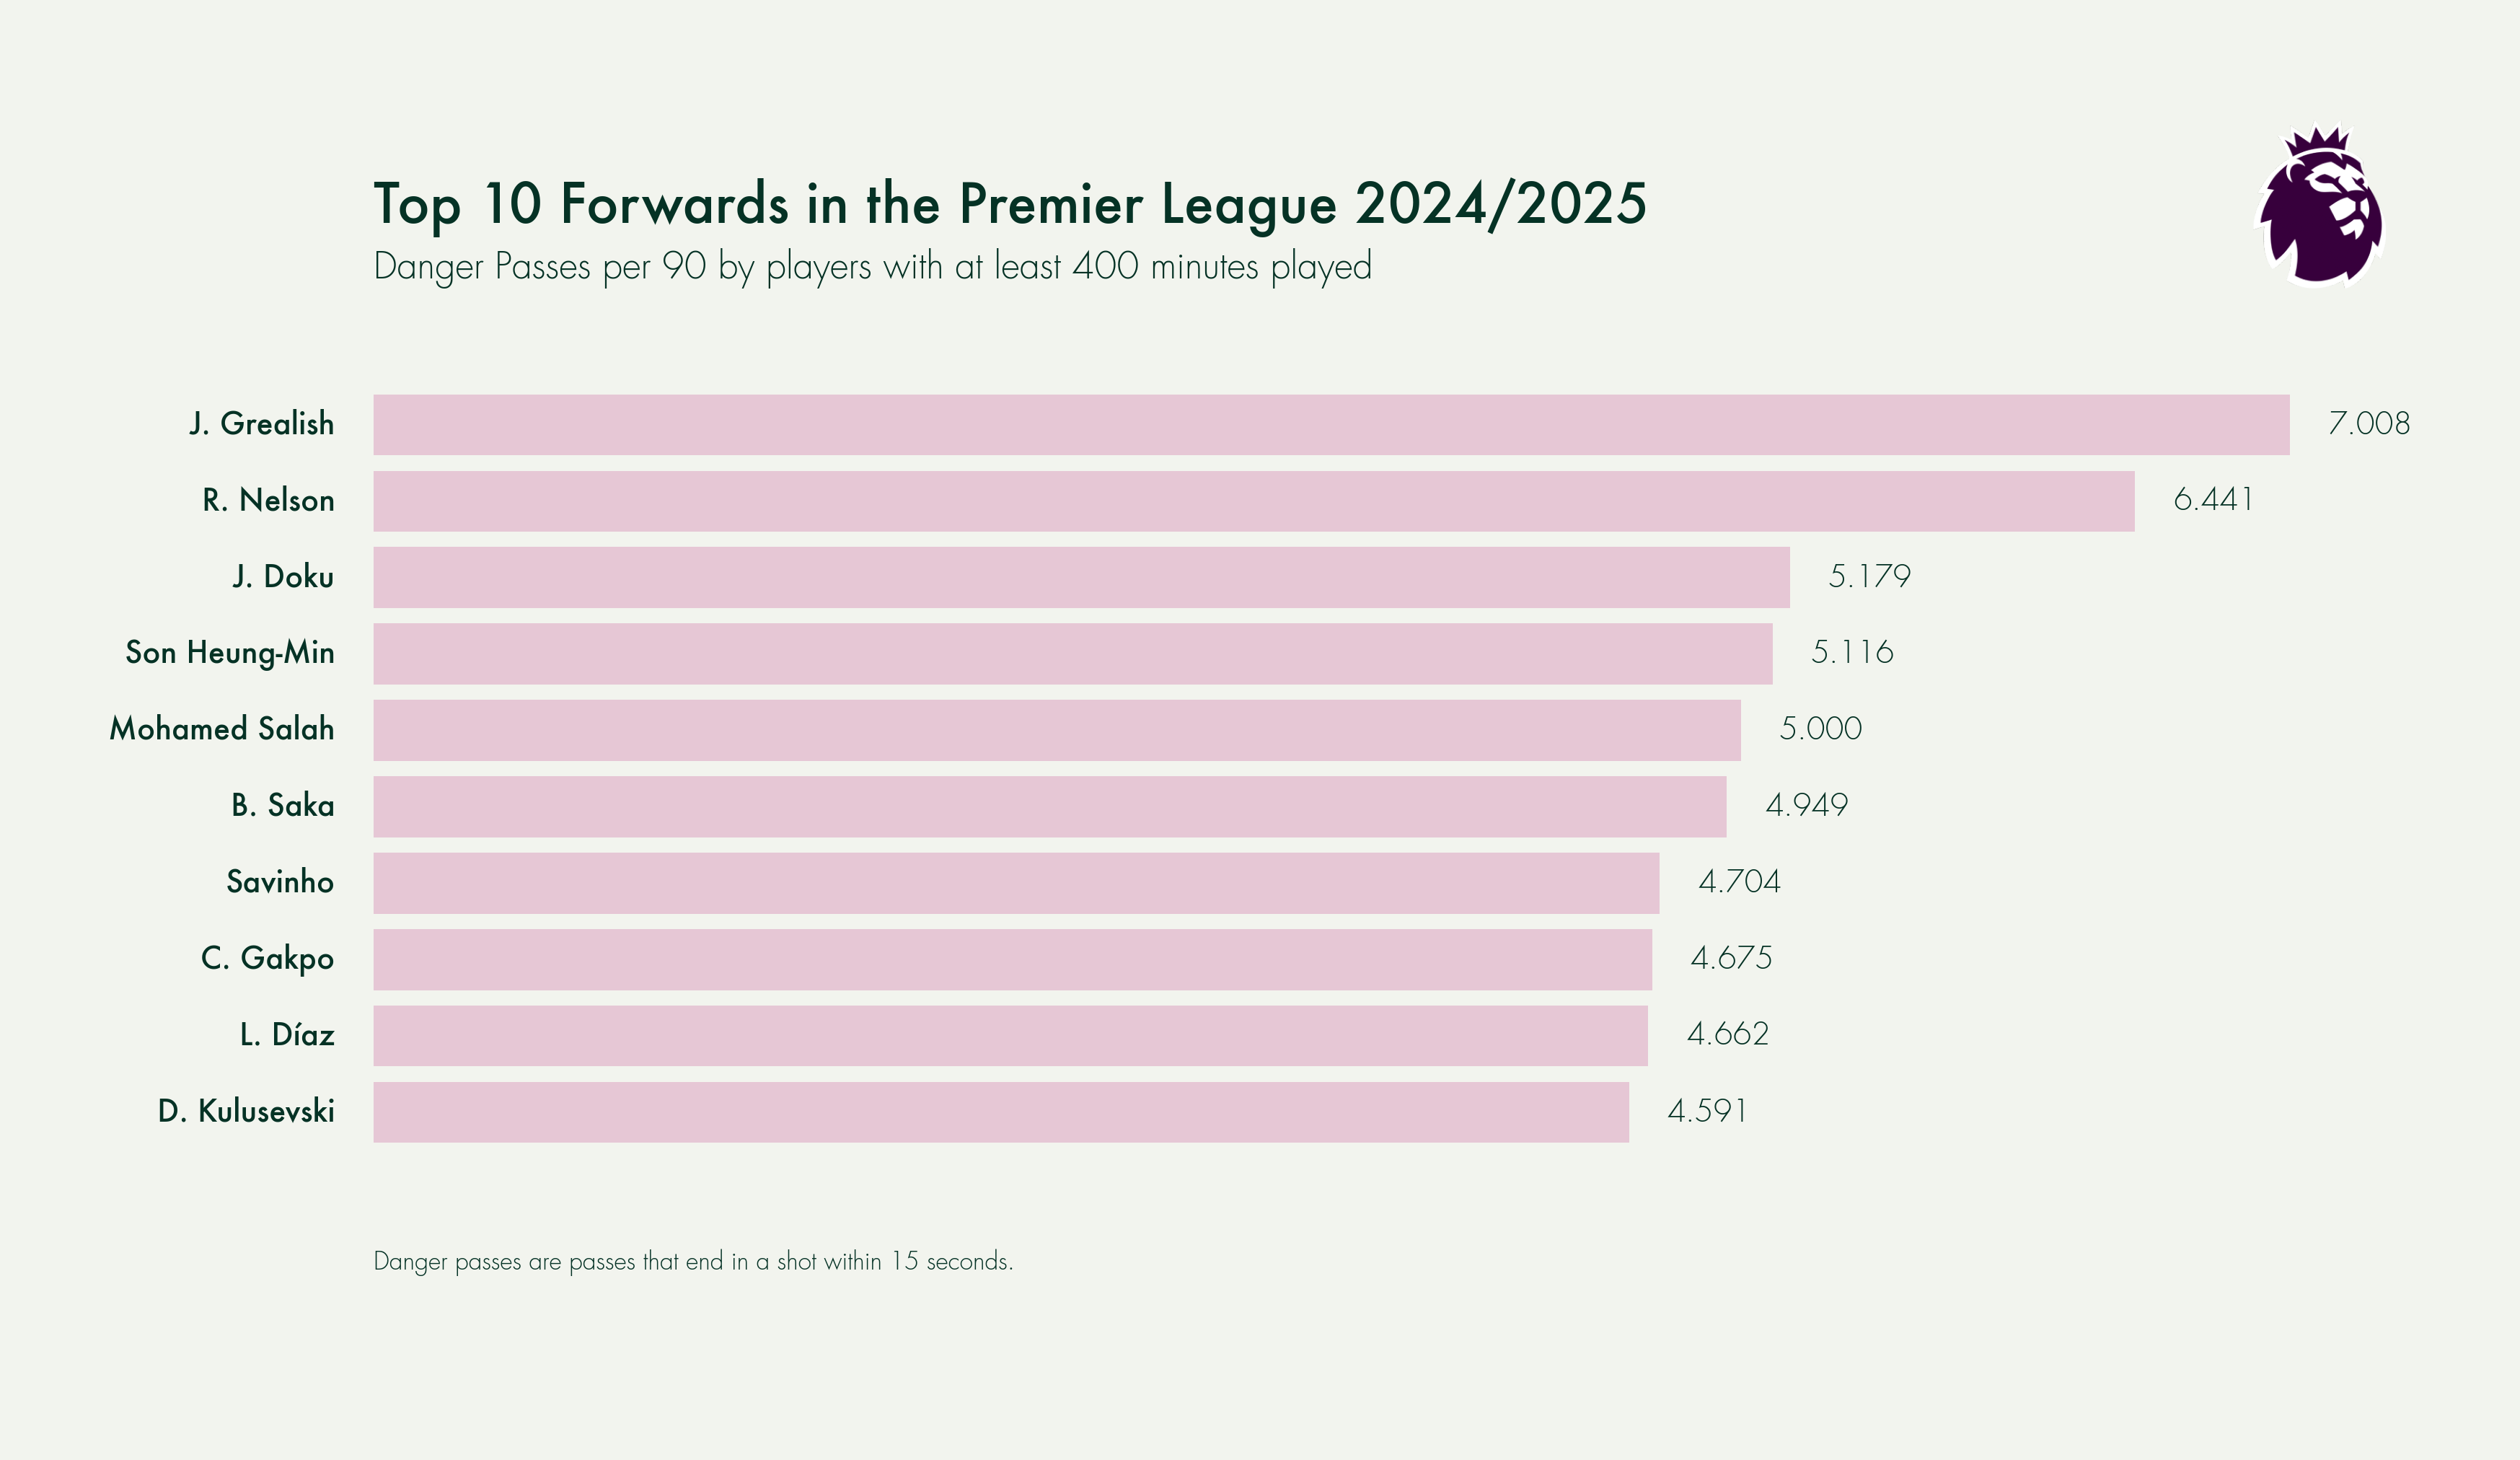 Top 10 Forwards in the Premier League 2024/2025
Danger Passes per 90 by players with at least 400 minutes played
J. Grealish 7.008
R. Nelson 6.441
J. Doku 5.179
Son Heung-Min 5.116
Mohamed Salah 5.000
B. Saka 4.949
Savinho 4.704
C. Gakpo 4.675
L. Díaz 4.662
D. Kulusevski 4.591
Danger passes are passes that end in a shot within 15 seconds.